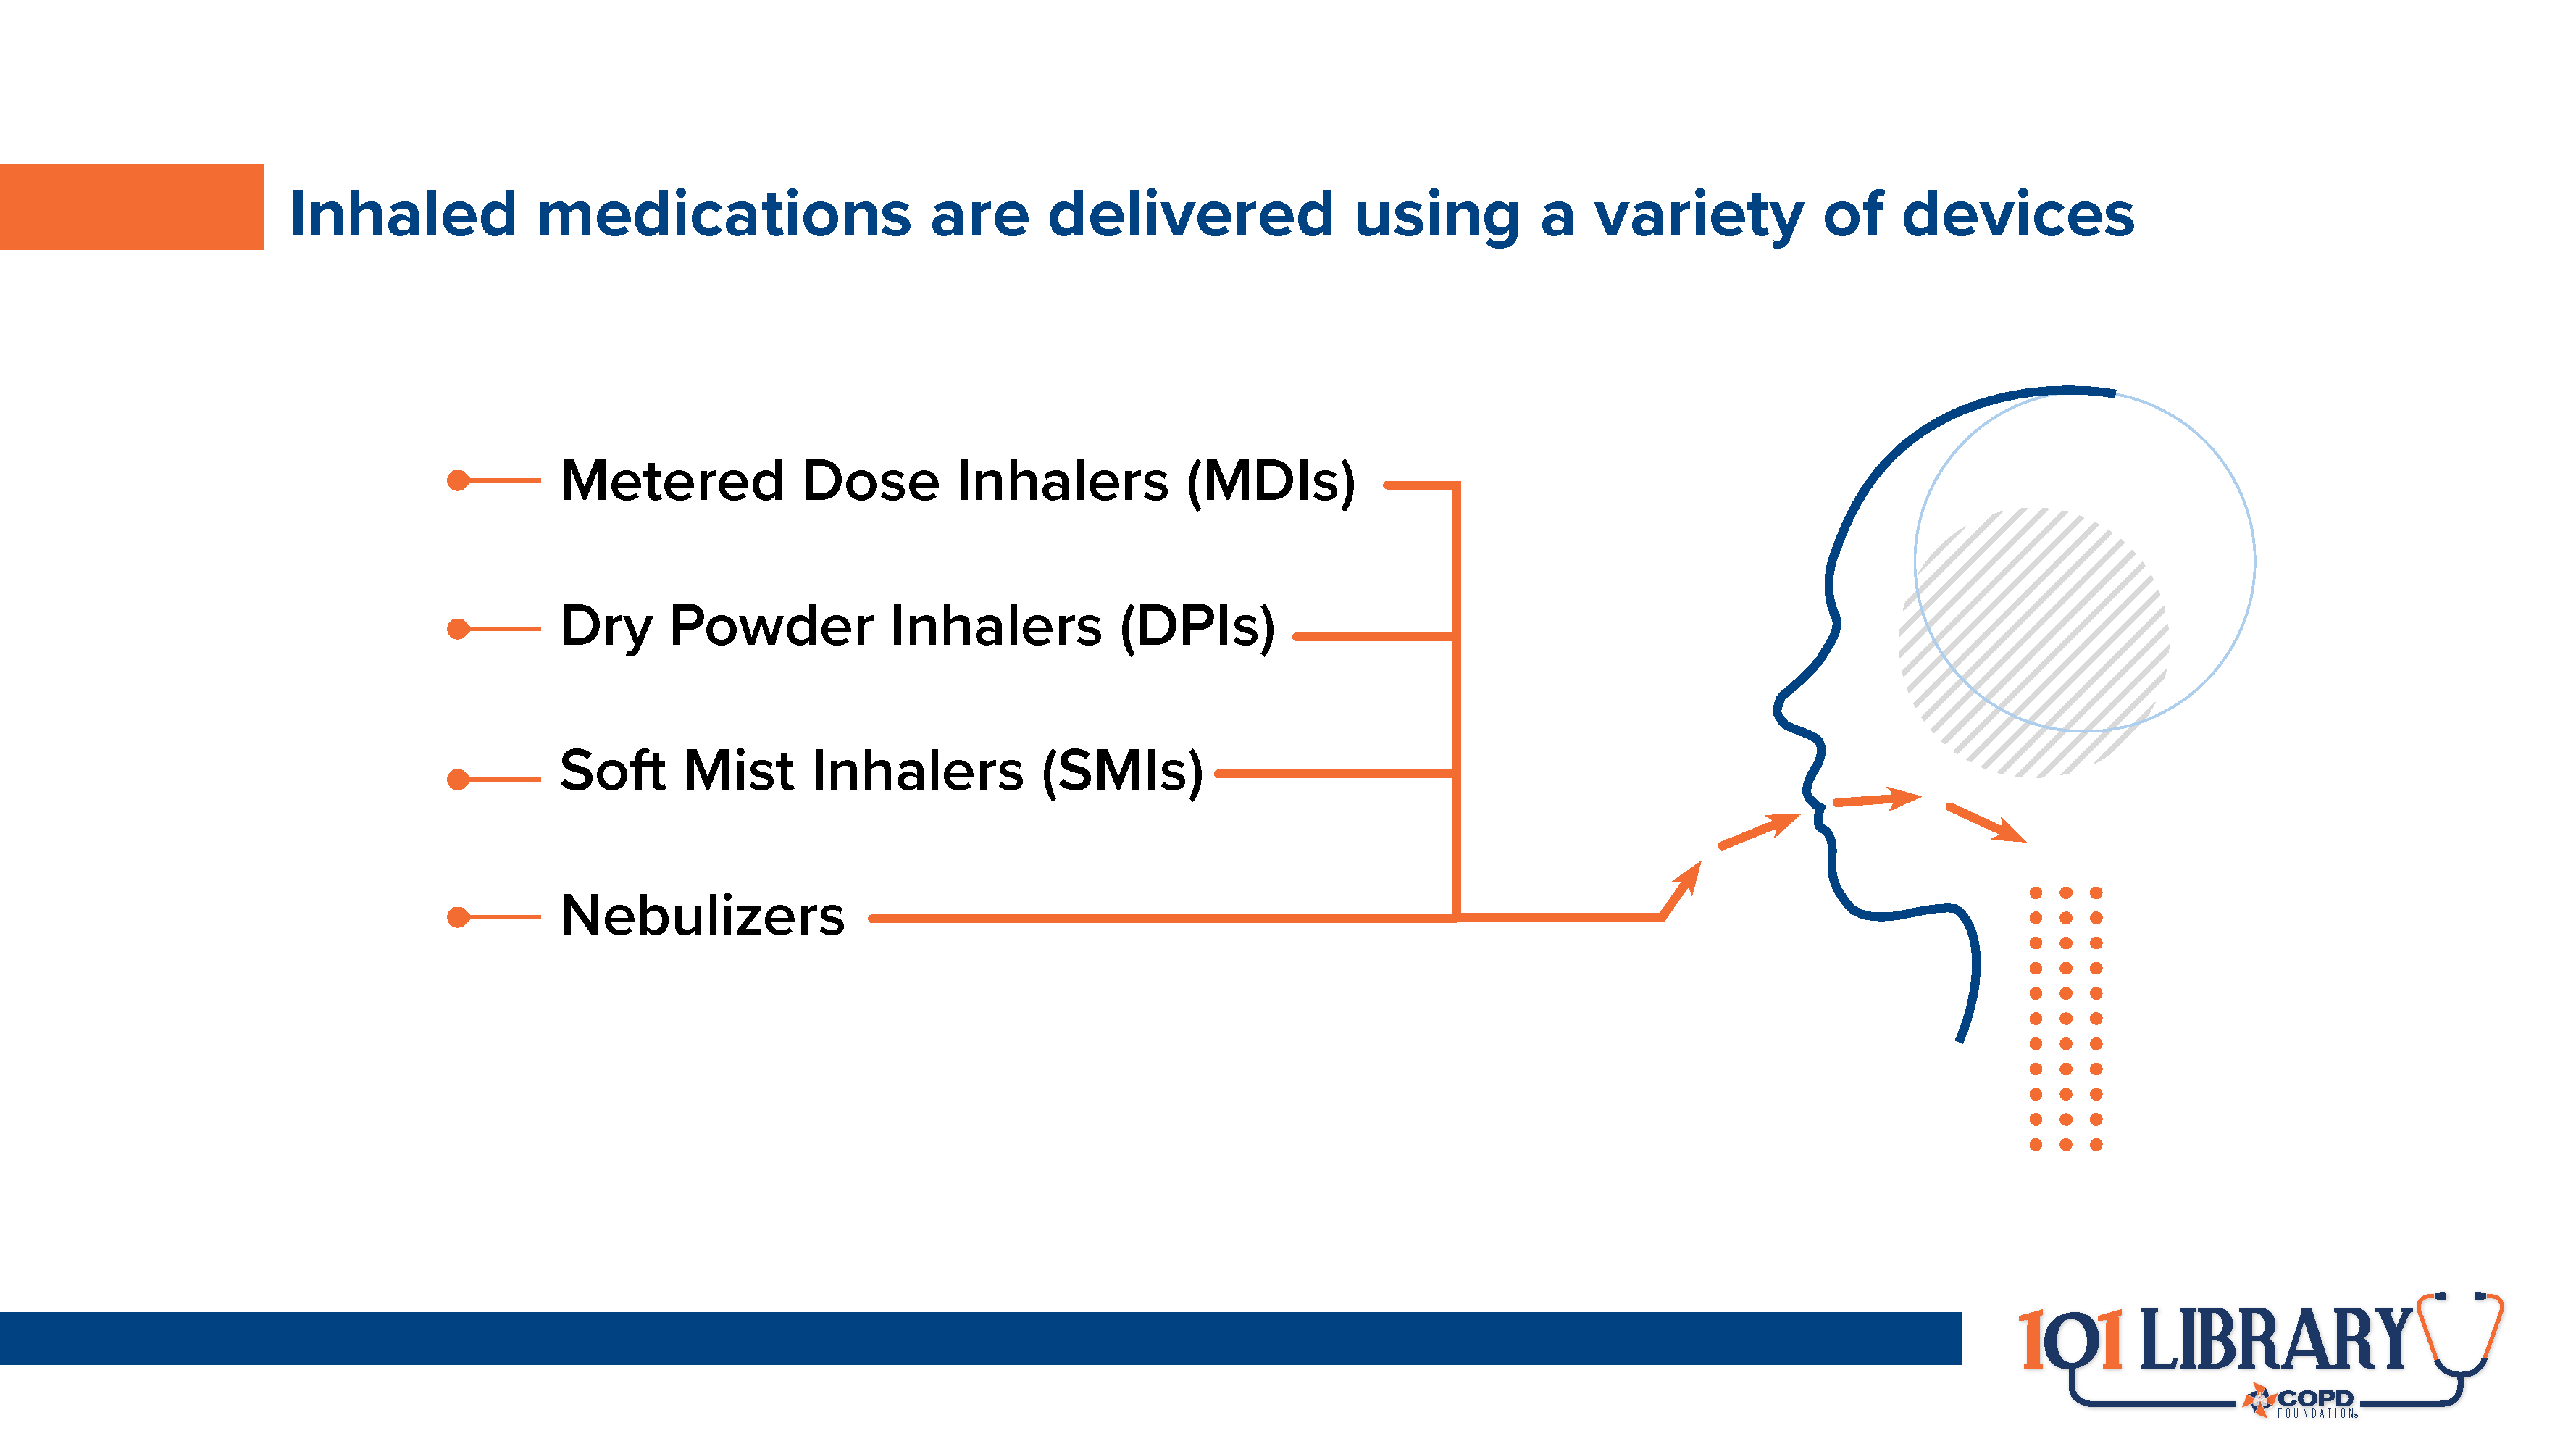 Inhaled medications are delivered using a variety of devices
Metered Dose Inhalers (MDIs)
Dry Powder Inhalers (DPIs)
Soft Mist Inhalers (SMIs)
Nebulizers
101 LIBRARY
COPD
FOUNDATION®